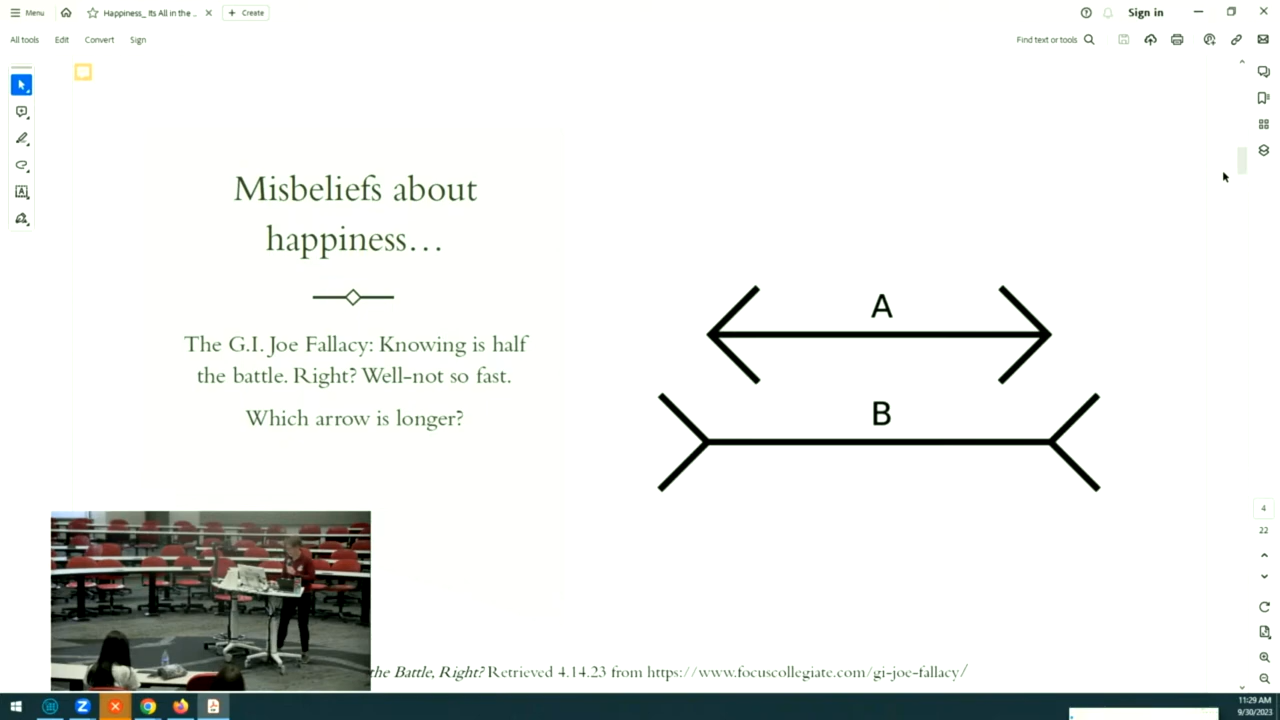 Menu
Happiness_ Its All in the ..
Create
Sign in
All tools
Edit
Convert
Sign
Find text or tools
Misbeliefs about
happiness…
The G.I. Joe Fallacy: Knowing is half
the battle. Right? Well-not so fast.
Which arrow is longer?
A
B
4
22
the Battle, Right? Retrieved 4.14.23 from https://www.focuscollegiate.com/gi-joe-fallacy/
11:29 AM
9/30/2023